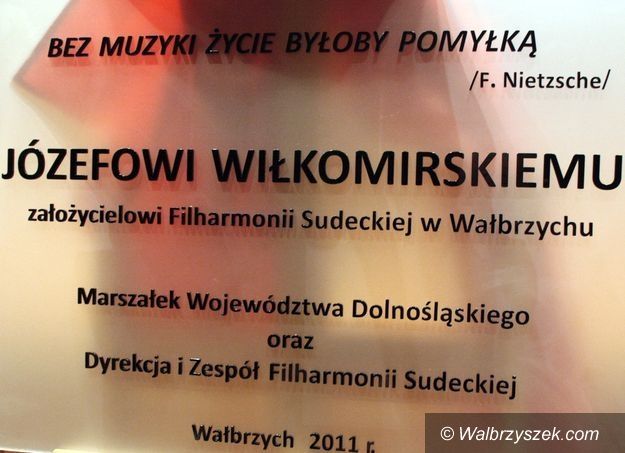 BEZ MUZYKI ŻYCIE BYŁOBY POMYŁKĄ
/F. Nietzsche/
JÓZEFOWI WIŁKOMIRSKIEMU
założycielowi Filharmonii Sudeckiej w Wałbrzychu
Marszałek Województwa Dolnośląskiego
oraz
Dyrekcja i Zespół Filharmonii Sudeckiej
Wałbrzych 2011 r.
© Walbrzyszek.com